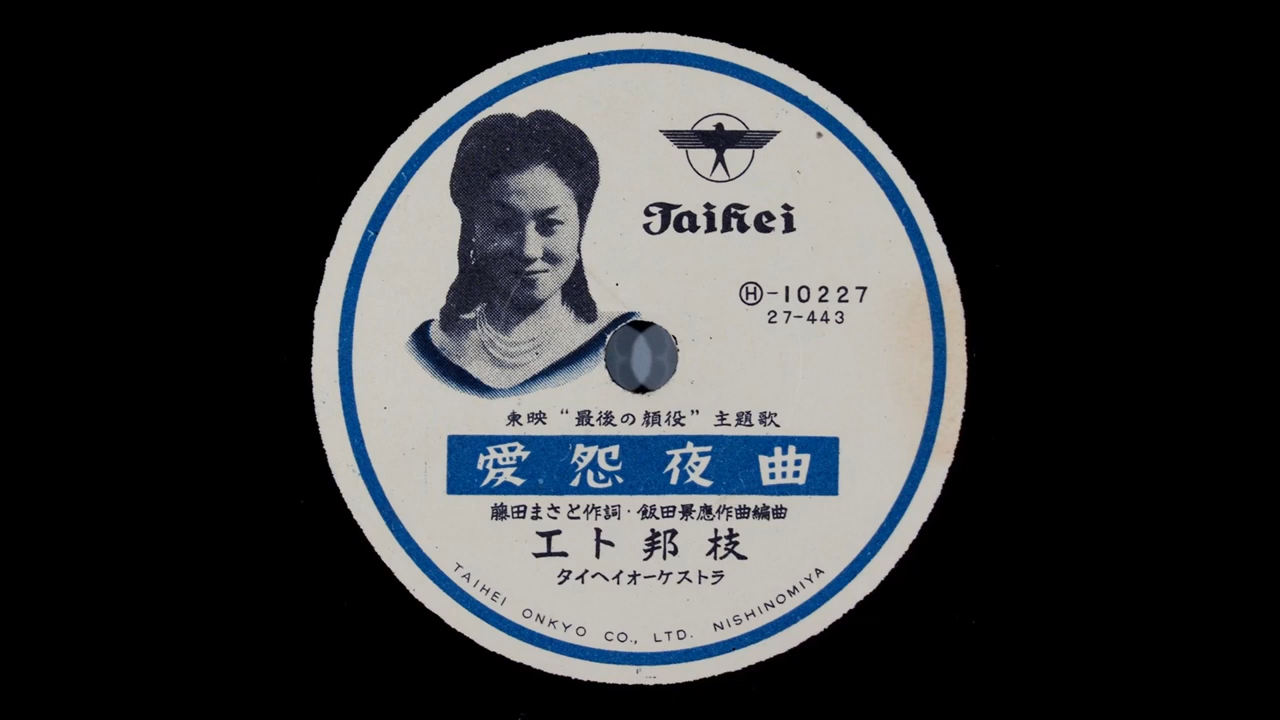 Taihei
Ⓗ-10227
27-443
東映 “最後の顔役” 主題歌
愛怨夜曲
藤田まさと作詞・飯田景應作曲編曲
エト邦枝
タイヘイオーケストラ
TAIHEI ONKYO CO., LTD. NISHINOMIYA